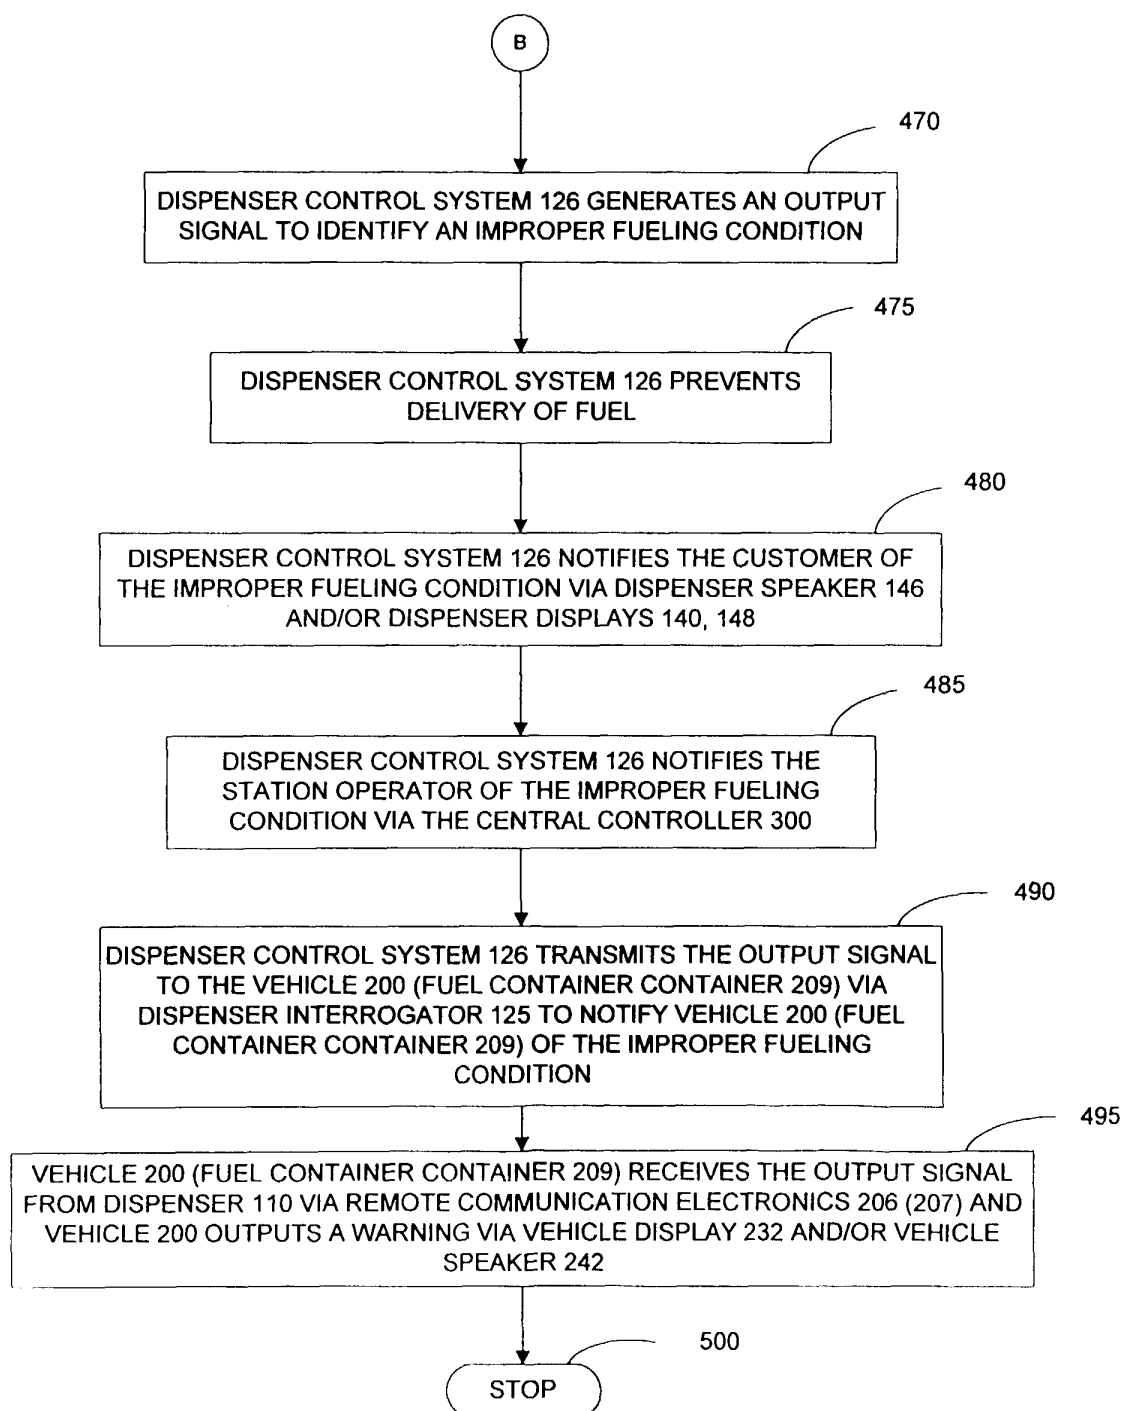 B
470
DISPENSER CONTROL SYSTEM 126 GENERATES AN OUTPUT
SIGNAL TO IDENTIFY AN IMPROPER FUELING CONDITION
475
DISPENSER CONTROL SYSTEM 126 PREVENTS
DELIVERY OF FUEL
480
DISPENSER CONTROL SYSTEM 126 NOTIFIES THE CUSTOMER OF
THE IMPROPER FUELING CONDITION VIA DISPENSER SPEAKER 146
AND/OR DISPENSER DISPLAYS 140, 148
485
DISPENSER CONTROL SYSTEM 126 NOTIFIES THE
STATION OPERATOR OF THE IMPROPER FUELING
CONDITION VIA THE CENTRAL CONTROLLER 300
490
DISPENSER CONTROL SYSTEM 126 TRANSMITS THE OUTPUT SIGNAL
TO THE VEHICLE 200 (FUEL CONTAINER CONTAINER 209) VIA
DISPENSER INTERROGATOR 125 TO NOTIFY VEHICLE 200 (FUEL
CONTAINER CONTAINER 209) OF THE IMPROPER FUELING
CONDITION
495
VEHICLE 200 (FUEL CONTAINER CONTAINER 209) RECEIVES THE OUTPUT SIGNAL
FROM DISPENSER 110 VIA REMOTE COMMUNICATION ELECTRONICS 206 (207) AND
VEHICLE 200 OUTPUTS A WARNING VIA VEHICLE DISPLAY 232 AND/OR VEHICLE
SPEAKER 242
500
STOP